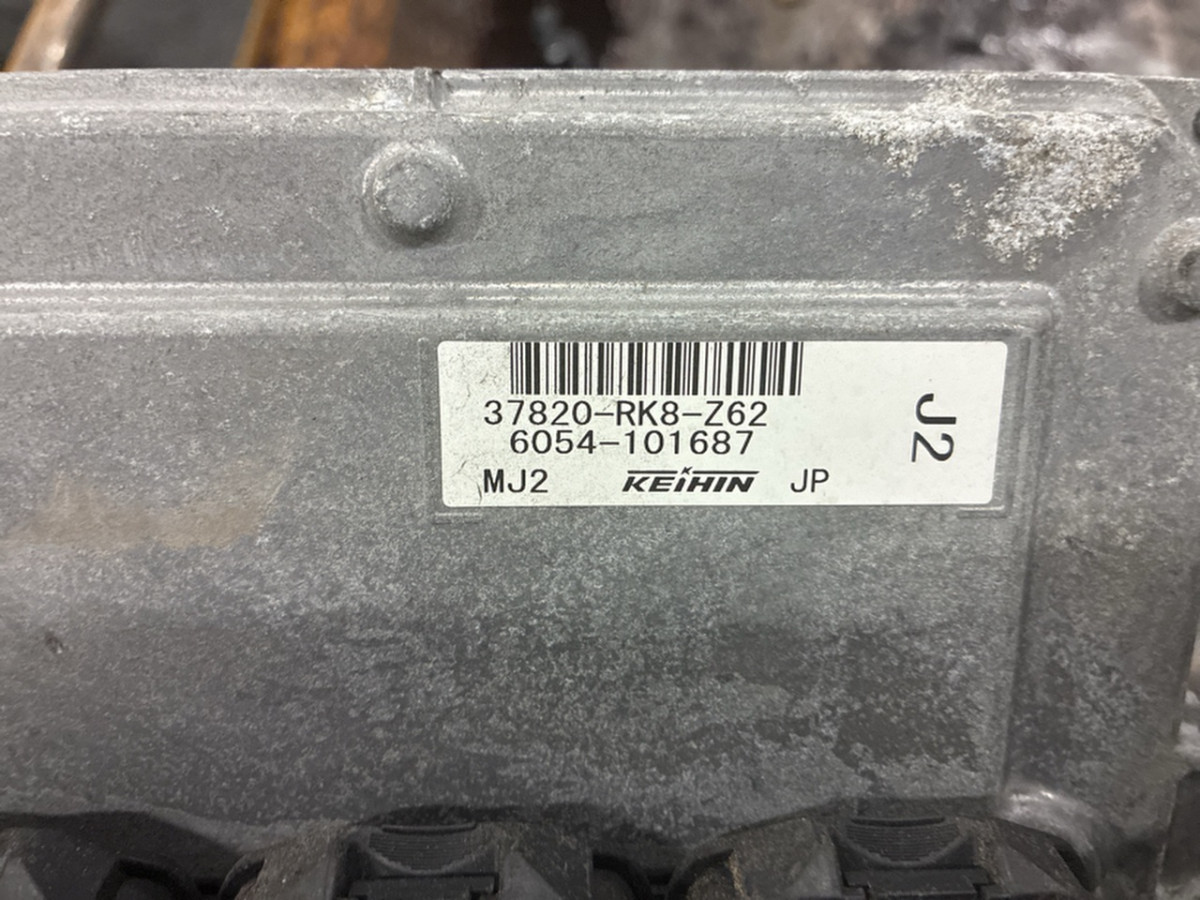 37820-RK8-Z62
6054-101687
MJ2 KEIHIN JP
J2